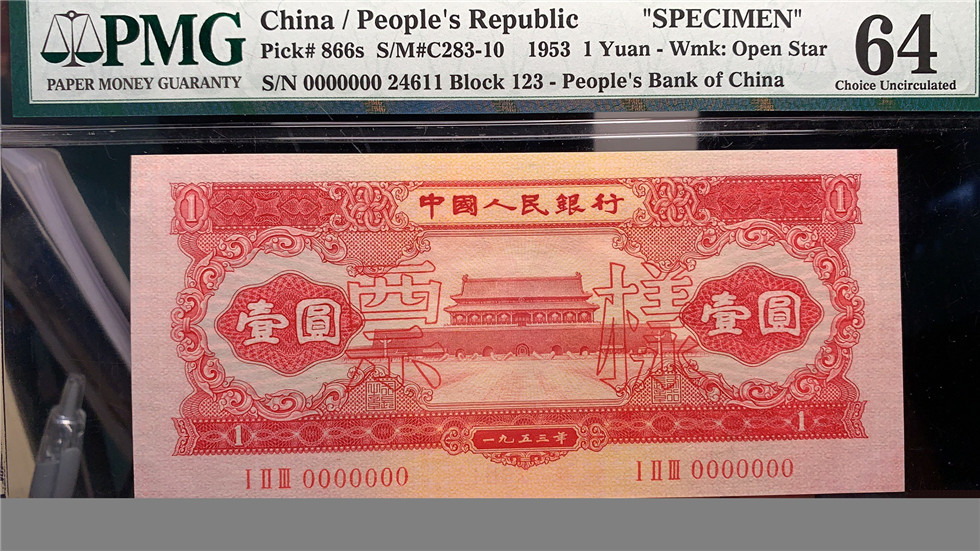 PMG
PAPER MONEY GUARANTY
China / People's Republic "SPECIMEN"
Pick# 866s S/M#C283-10 1953 1 Yuan - Wmk: Open Star
S/N 0000000 24611 Block 123 - People's Bank of China
64
Choice Uncirculated
1 中國人民銀行 1
票 樣
壹圓 壹圓
1 一九五三年 1
I II III 0000000 I II III 0000000